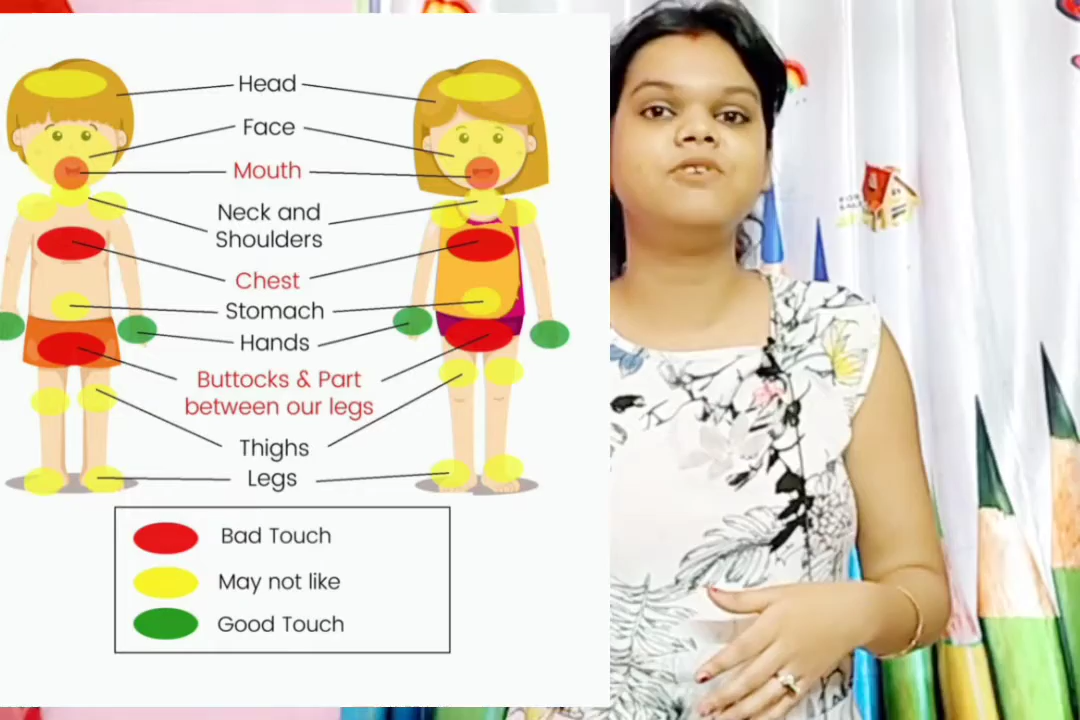 Head
Face
Mouth
Neck and
Shoulders
Chest
Stomach
Hands
Buttocks & Part
between our legs
Thighs
Legs
Bad Touch
May not like
Good Touch